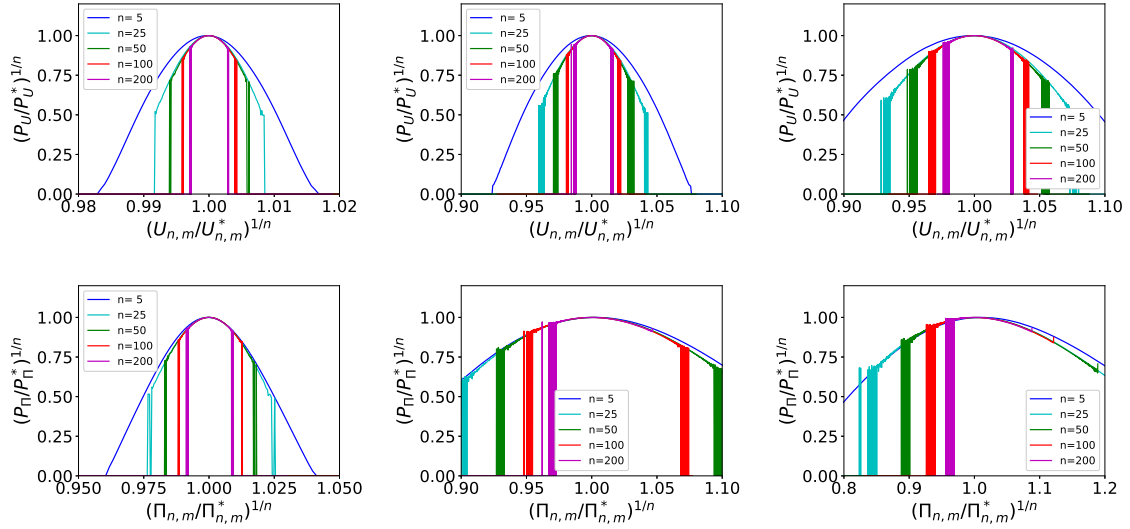 n= 5
n=25
n=50
n=100
n=200
1.00
0.75
0.50
0.25
0.00
(P_U/P_U^*)^{1/n}
0.98 0.99 1.00 1.01 1.02
(U_{n,m}/U_{n,m}^*)^{1/n}
n= 5
n=25
n=50
n=100
n=200
1.00
0.75
0.50
0.25
0.00
(P_U/P_U^*)^{1/n}
0.90 0.95 1.00 1.05 1.10
(U_{n,m}/U_{n,m}^*)^{1/n}
1.00
0.75
0.50
0.25
0.00
(P_U/P_U^*)^{1/n}
n= 5
n=25
n=50
n=100
n=200
0.90 0.95 1.00 1.05 1.10
(U_{n,m}/U_{n,m}^*)^{1/n}
n= 5
n=25
n=50
n=100
n=200
1.00
0.75
0.50
0.25
0.00
(P_Π/P_Π^*)^{1/n}
0.950 0.975 1.000 1.025 1.050
(Π_{n,m}/Π_{n,m}^*)^{1/n}
1.00
0.75
0.50
0.25
0.00
(P_Π/P_Π^*)^{1/n}
n= 5
n=25
n=50
n=100
n=200
0.90 0.95 1.00 1.05 1.10
(Π_{n,m}/Π_{n,m}^*)^{1/n}
1.00
0.75
0.50
0.25
0.00
(P_Π/P_Π^*)^{1/n}
n= 5
n=25
n=50
n=100
n=200
0.8 0.9 1.0 1.1 1.2
(Π_{n,m}/Π_{n,m}^*)^{1/n}